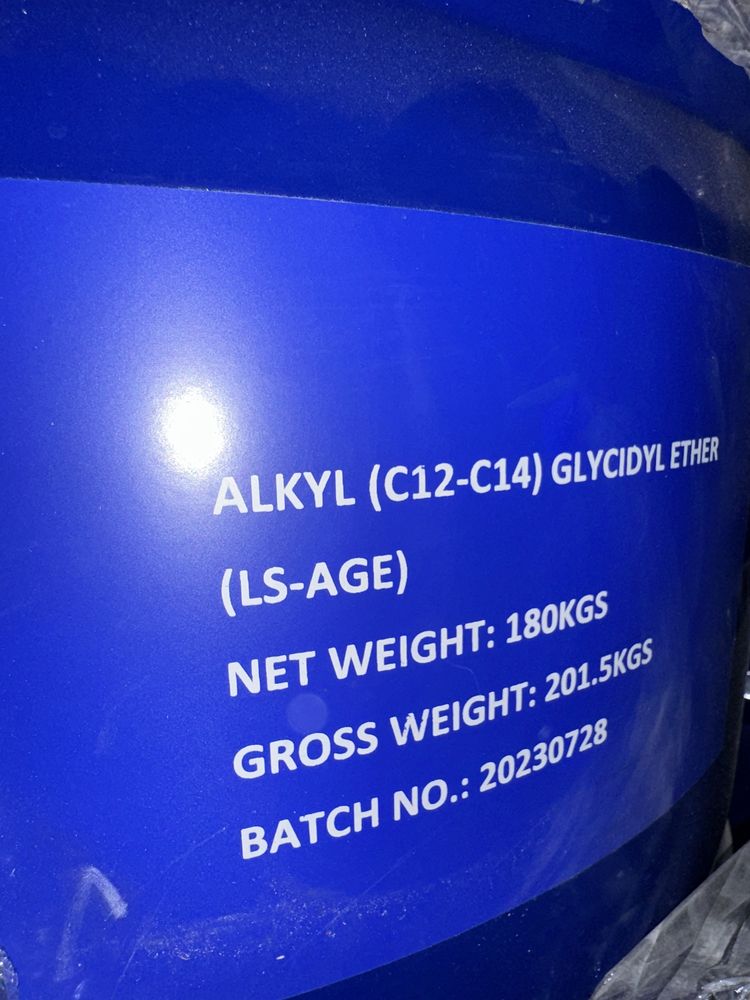 ALKYL (C12-C14) GLYCIDYL ETHER
(LS-AGE)
NET WEIGHT: 180KGS
GROSS WEIGHT: 201.5KGS
BATCH NO.: 20230728